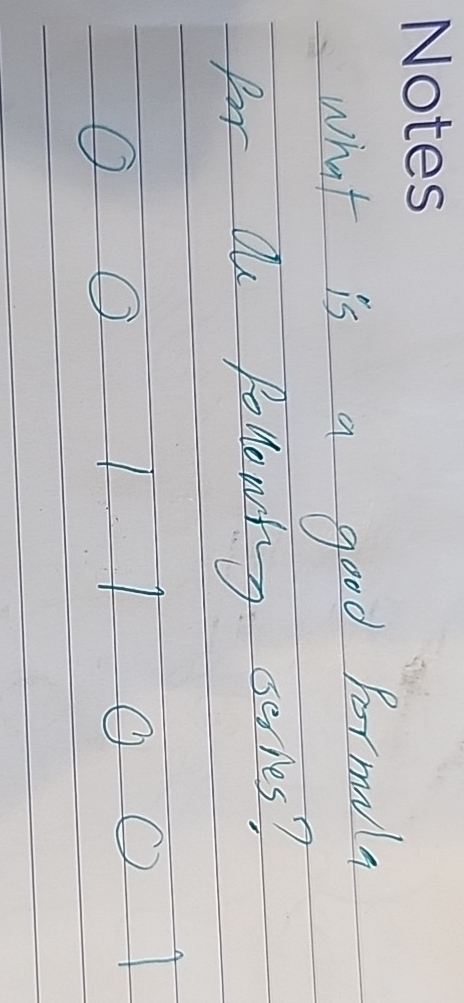 Notes
what is a good formula
for the following series?
0 0 1 1 0 0 1